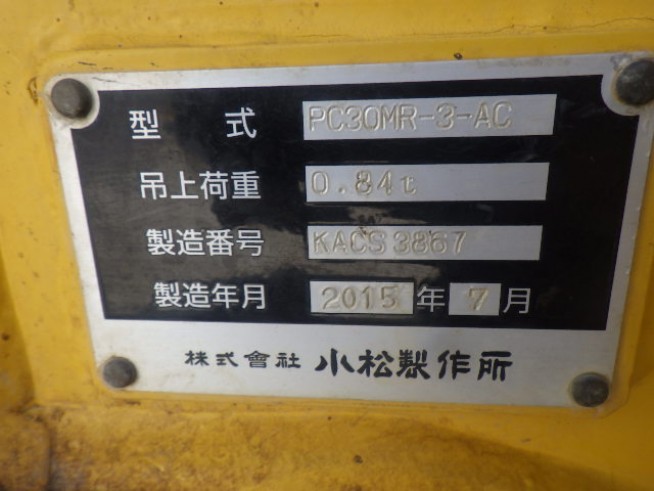 型 式 PC30MR-3-AC
吊上荷重 0.84t
製造番号 KACS3867
製造年月 2015年7月
株式會社 小松製作所